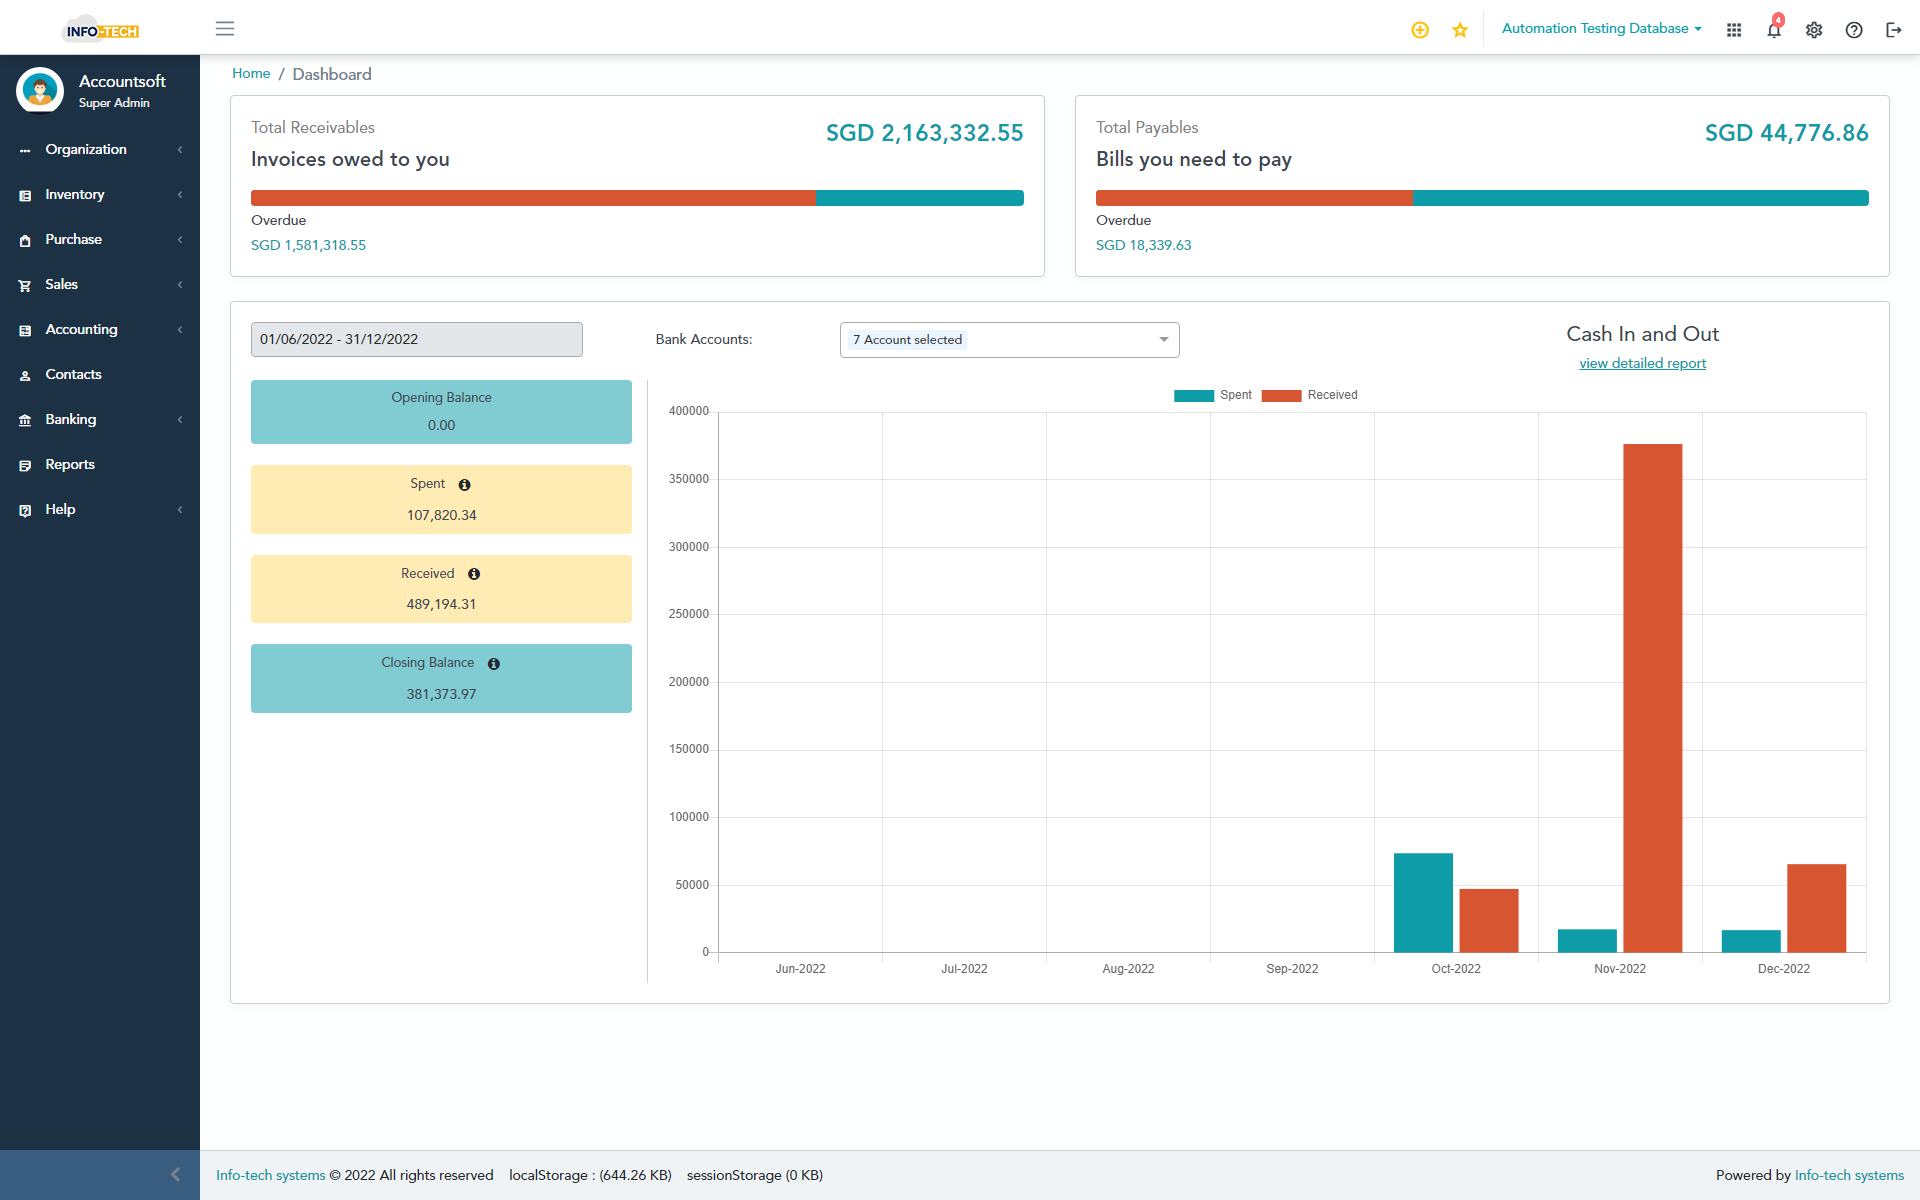 INFO-TECH
Automation Testing Database
4
Accountsoft
Super Admin
Organization
Inventory
Purchase
Sales
Accounting
Contacts
Banking
Reports
Help
Home / Dashboard
Total Receivables
SGD 2,163,332.55
Invoices owed to you
Overdue
SGD 1,581,318.55
Total Payables
SGD 44,776.86
Bills you need to pay
Overdue
SGD 18,339.63
01/06/2022 - 31/12/2022
Bank Accounts:
7 Account selected
Cash In and Out
view detailed report
Opening Balance
0.00
Spent
107,820.34
Received
489,194.31
Closing Balance
381,373.97
Spent Received
400000
350000
300000
250000
200000
150000
100000
50000
0
Jun-2022 Jul-2022 Aug-2022 Sep-2022 Oct-2022 Nov-2022 Dec-2022
Info-tech systems © 2022 All rights reserved localStorage : (644.26 KB) sessionStorage (0 KB)
Powered by Info-tech systems